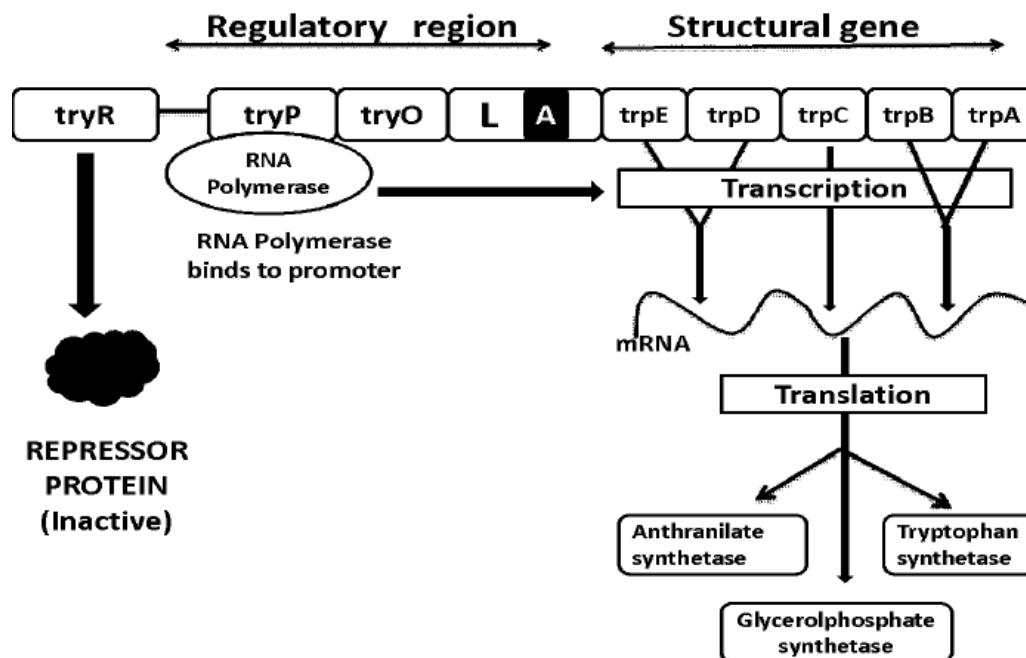 Regulatory region
Structural gene
tryR
tryP
tryO
L
A
trpE
trpD
trpC
trpB
trpA
RNA
Polymerase
Transcription
RNA Polymerase
binds to promoter
mRNA
Translation
REPRESSOR
PROTEIN
(Inactive)
Anthranilate
synthetase
Tryptophan
synthetase
Glycerolphosphate
synthetase